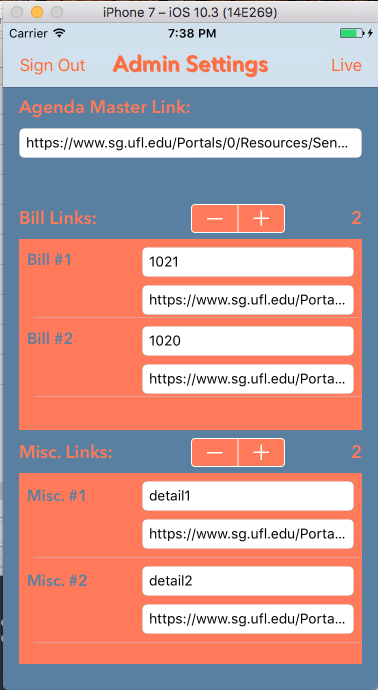 iPhone 7 – iOS 10.3 (14E269)
Carrier 7:38 PM
Sign Out Admin Settings Live
Agenda Master Link:
https://www.sg.ufl.edu/Portals/0/Resources/Sen...
Bill Links: − + 2
Bill #1 1021
https://www.sg.ufl.edu/Porta...
Bill #2 1020
https://www.sg.ufl.edu/Porta...
Misc. Links: − + 2
Misc. #1 detail1
https://www.sg.ufl.edu/Porta...
Misc. #2 detail2
https://www.sg.ufl.edu/Porta...